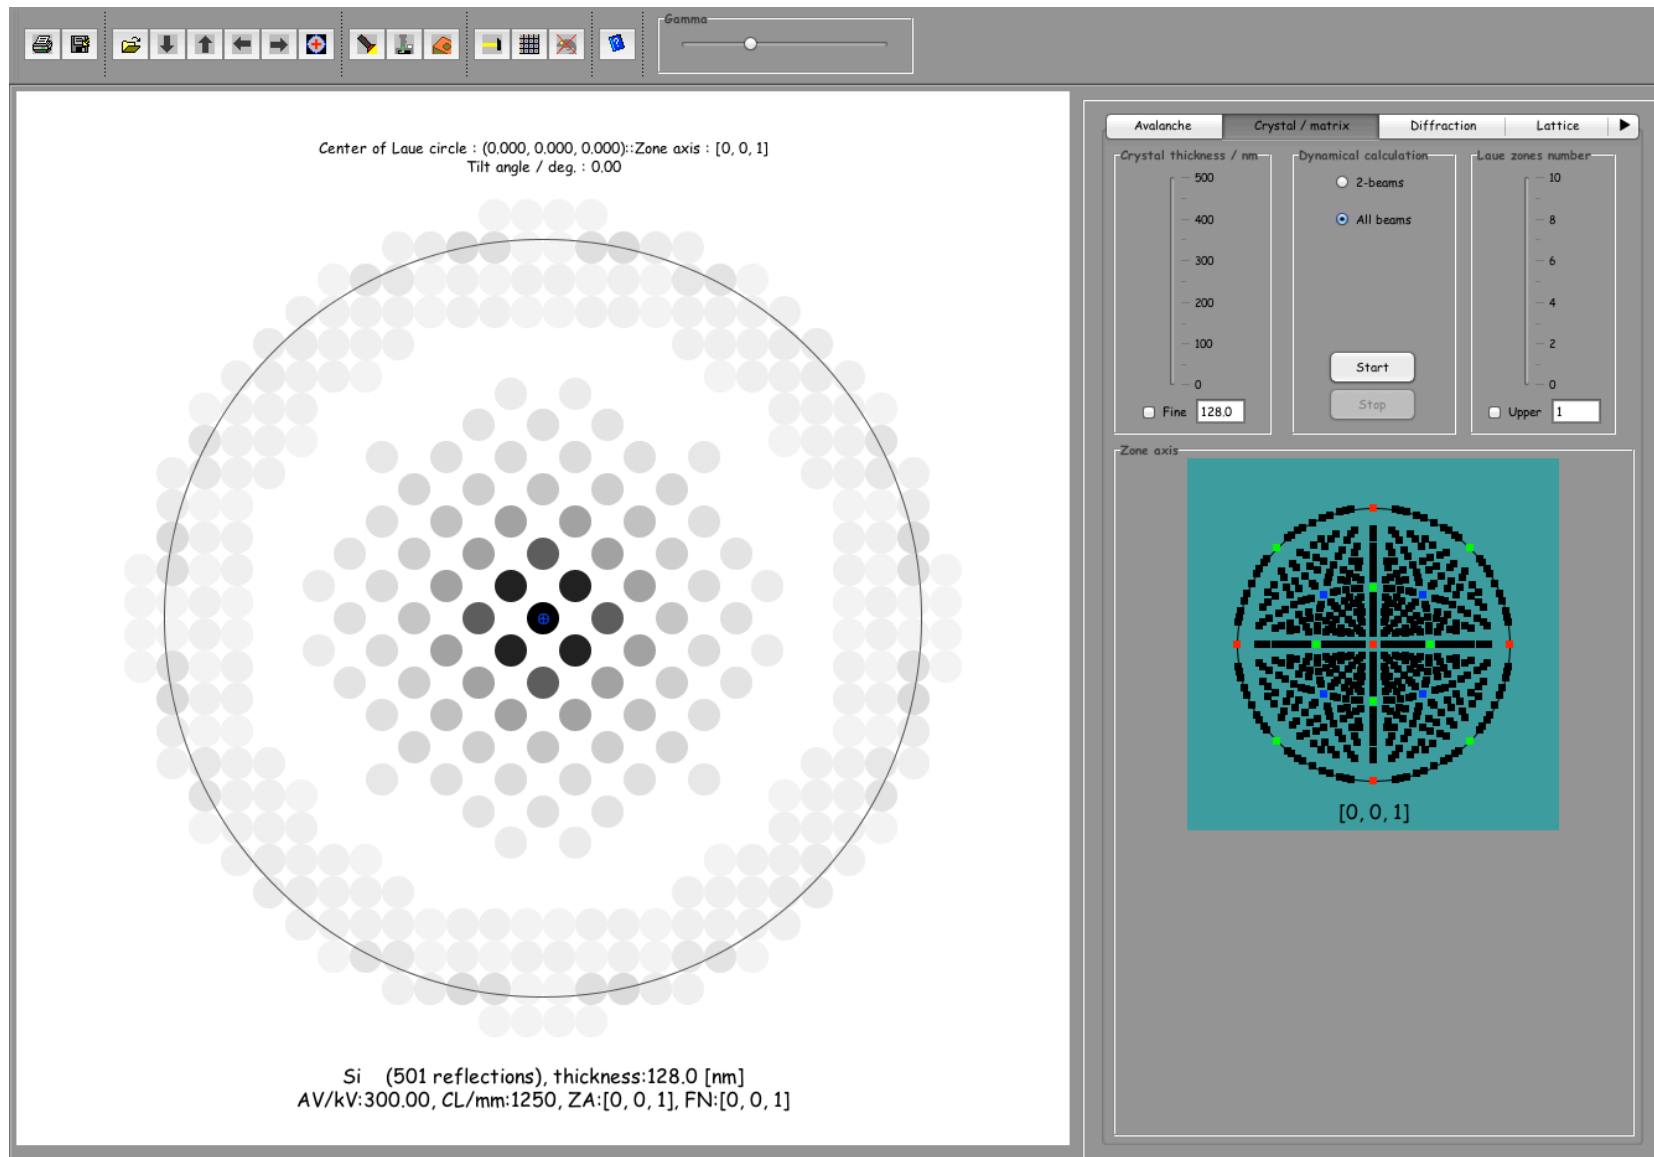 Gamma
Avalanche Crystal / matrix Diffraction Lattice
Crystal thickness / nm Dynamical calculation Laue zones number
Center of Laue circle : (0.000, 0.000, 0.000)::Zone axis : [0, 0, 1]
Tilt angle / deg. : 0.00
500 2-beams 10
400 All beams 8
300 6
200 4
100 Start 2
0 0
Fine 128.0 Stop Upper 1
Zone axis
[0, 0, 1]
Si (501 reflections), thickness:128.0 [nm]
AV/kV:300.00, CL/mm:1250, ZA:[0, 0, 1], FN:[0, 0, 1]